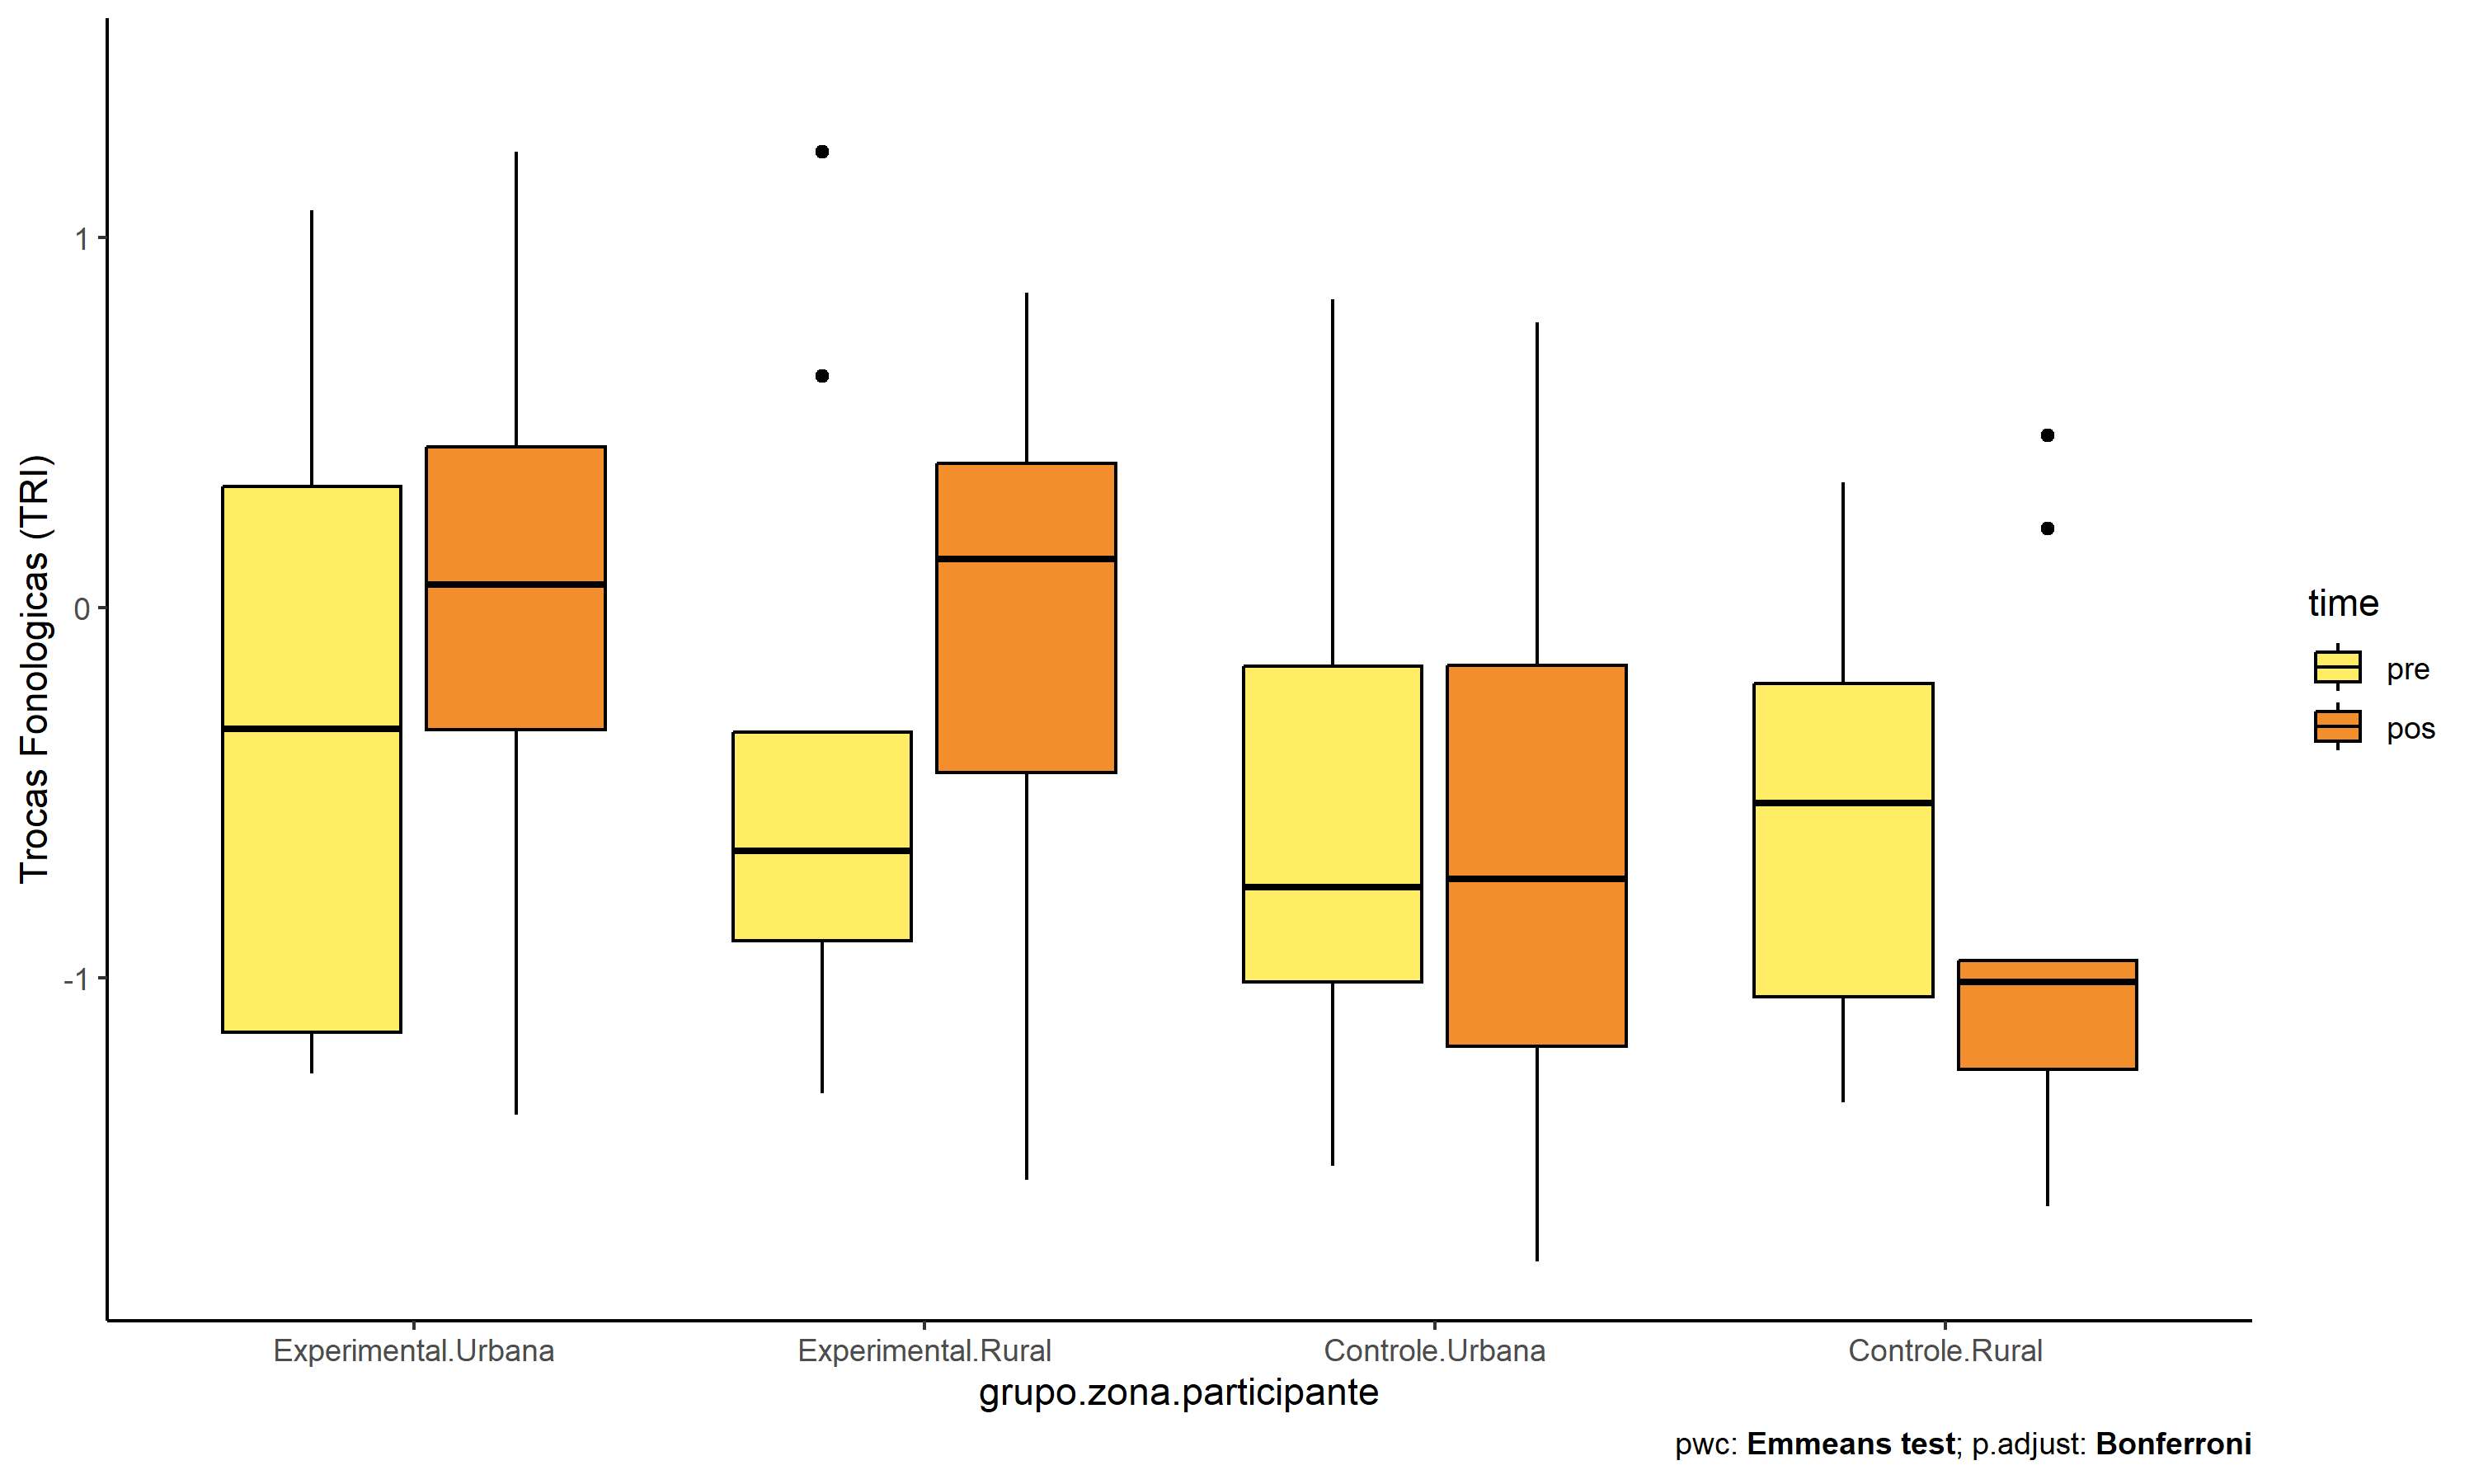 Trocas Fonologicas (TRI)
1
0
-1
Experimental.Urbana
Experimental.Rural
Controle.Urbana
Controle.Rural
grupo.zona.participante
pwc: Emmeans test; p.adjust: Bonferroni
time
pre
pos